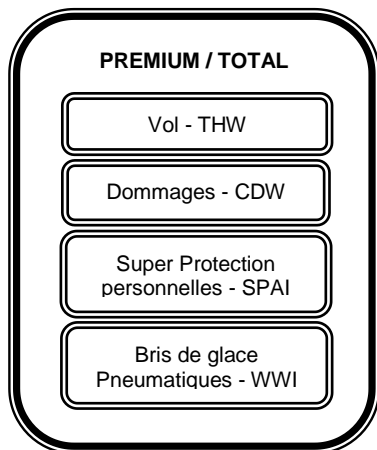 PREMIUM / TOTAL
Vol - THW
Dommages - CDW
Super Protection
personnelles - SPAI
Bris de glace
Pneumatiques - WWI